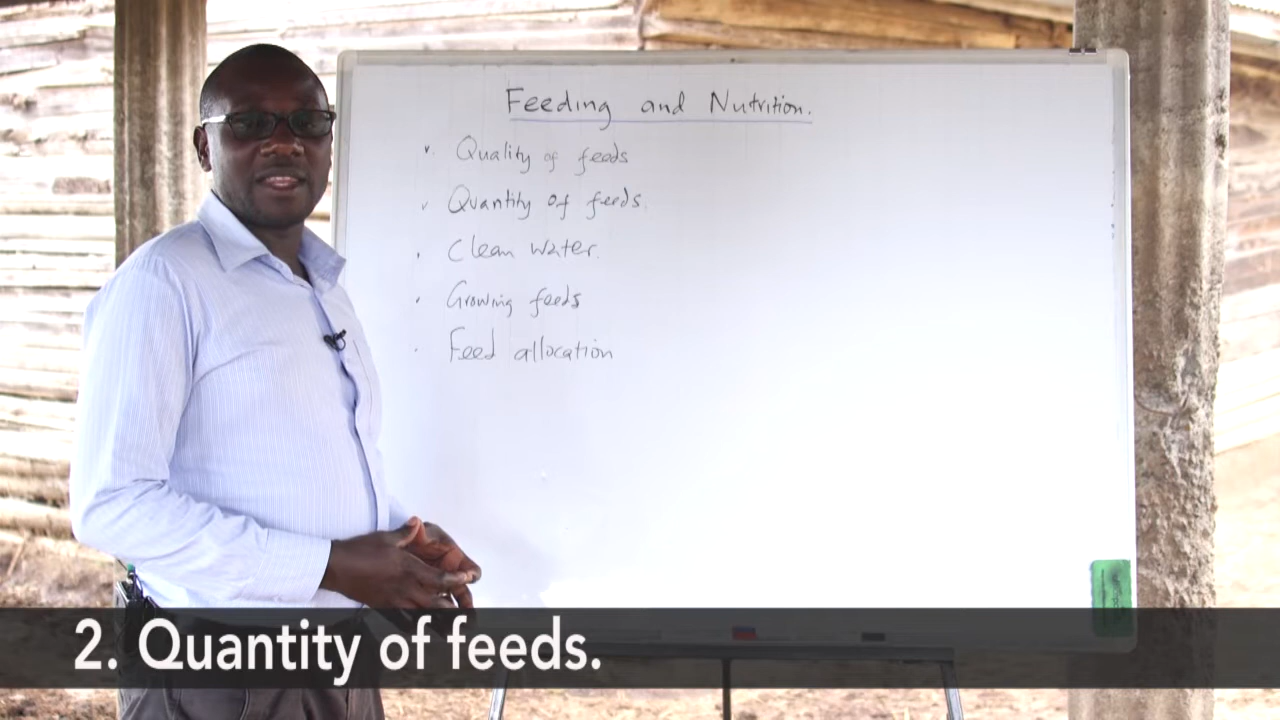 Feeding and Nutrition.
Quality of feeds
Quantity of feeds.
Clean water.
Growing feeds
Feed allocation
2. Quantity of feeds.